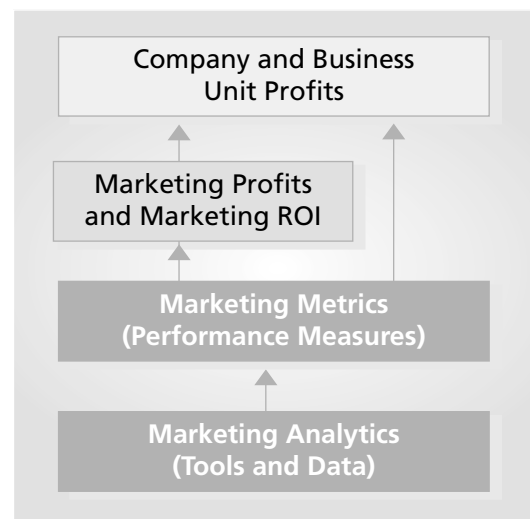 Company and Business
Unit Profits
Marketing Profits
and Marketing ROI
Marketing Metrics
(Performance Measures)
Marketing Analytics
(Tools and Data)